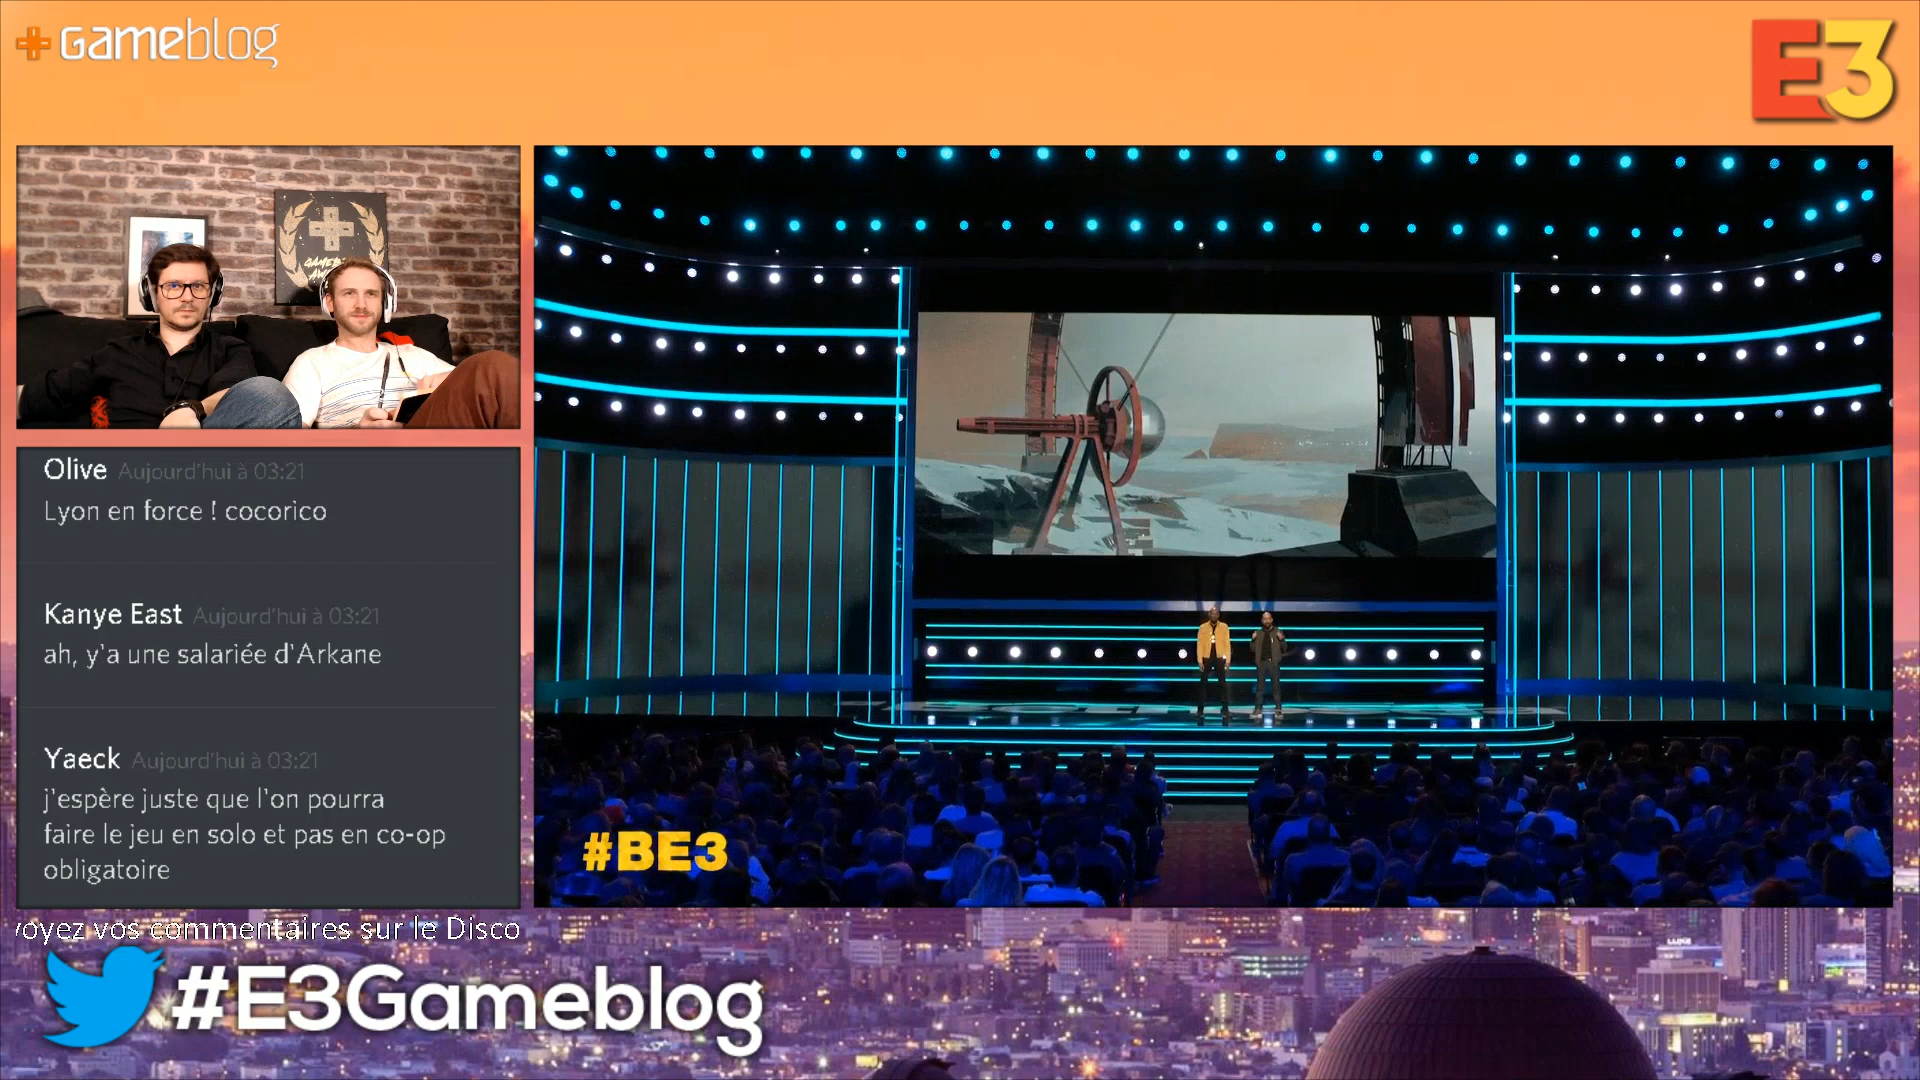 Gameblog
E3
Olive Aujourd'hui à 03:21
Lyon en force ! cocorico
Kanye East Aujourd'hui à 03:21
ah, y'a une salariée d'Arkane
Yaeck Aujourd'hui à 03:21
j'espère juste que l'on pourra
faire le jeu en solo et pas en co-op
obligatoire
#BE3
voyez vos commentaires sur le Disco
#E3Gameblog